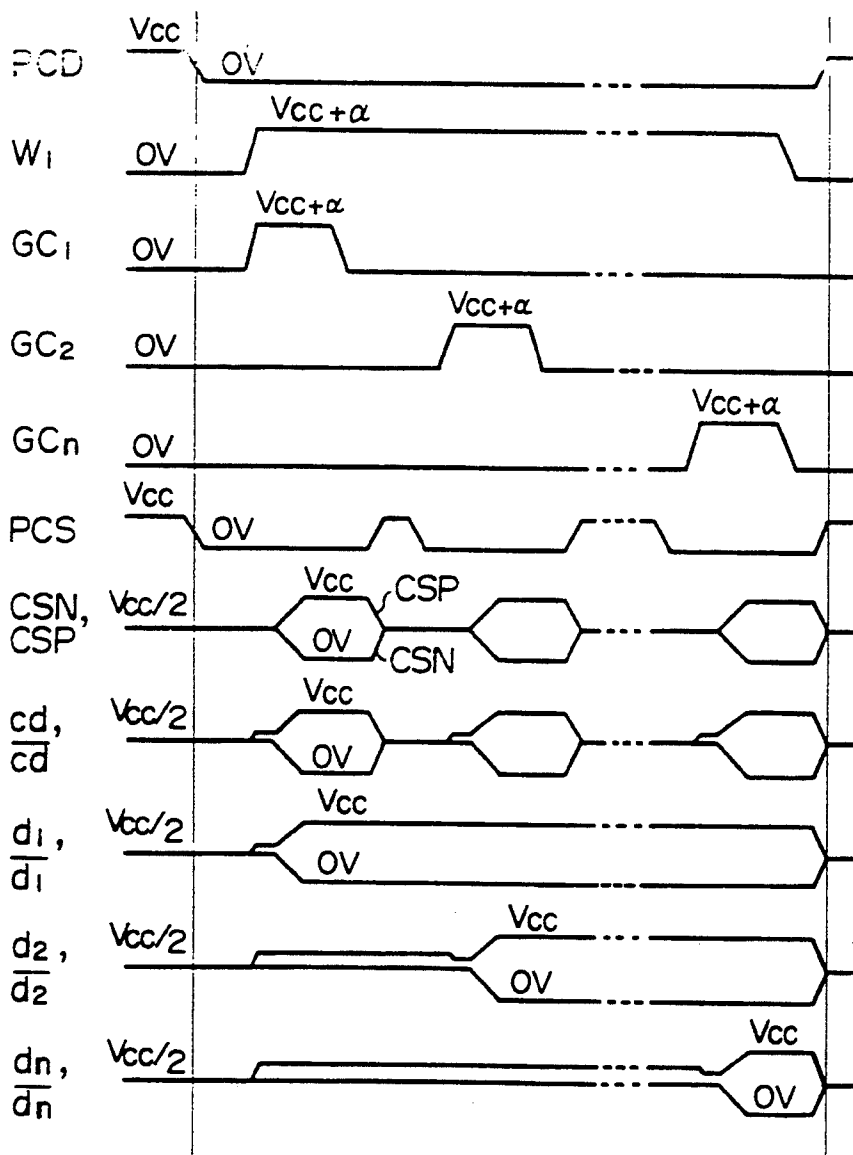 Vcc
PCD OV
Vcc+α
W1 OV
Vcc+α
GC1 OV
Vcc+α
GC2 OV
Vcc+α
GCn OV
Vcc
PCS OV
CSN, Vcc/2 Vcc CSP
CSP OV CSN
cd, Vcc/2 Vcc
cd OV
d1, Vcc/2 Vcc
d1 OV
d2, Vcc/2 Vcc
d2 OV
dn, Vcc/2 Vcc
dn OV